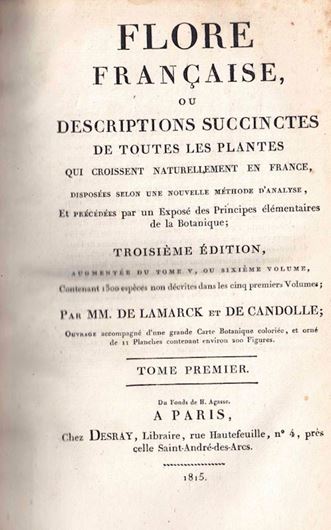 FLORE
FRANÇAISE,
OU
DESCRIPTIONS SUCCINCTES
DE TOUTES LES PLANTES
QUI CROISSENT NATURELLEMENT EN FRANCE,
DISPOSÉES SELON UNE NOUVELLE MÉTHODE D'ANALYSE,
Et PRÉCÉDÉES par un Exposé des Principes élémentaires
de la Botanique;
TROISIÈME ÉDITION,
AUGMENTÉE DU TOME V, OU SIXIÈME VOLUME,
Contenant 1300 espèces non décrites dans les cinq premiers Volumes;
PAR MM. DE LAMARCK ET DE CANDOLLE;
OUVRAGE accompagné d'une grande Carte Botanique coloriée, et orné
de 11 Planches contenant environ 200 Figures.
TOME PREMIER.
Du Fonds de H. Agasse.
A PARIS,
Chez DESRAY, Libraire, rue Hautefeuille, n° 4, près
celle Saint-André-des-Arcs.
1815.